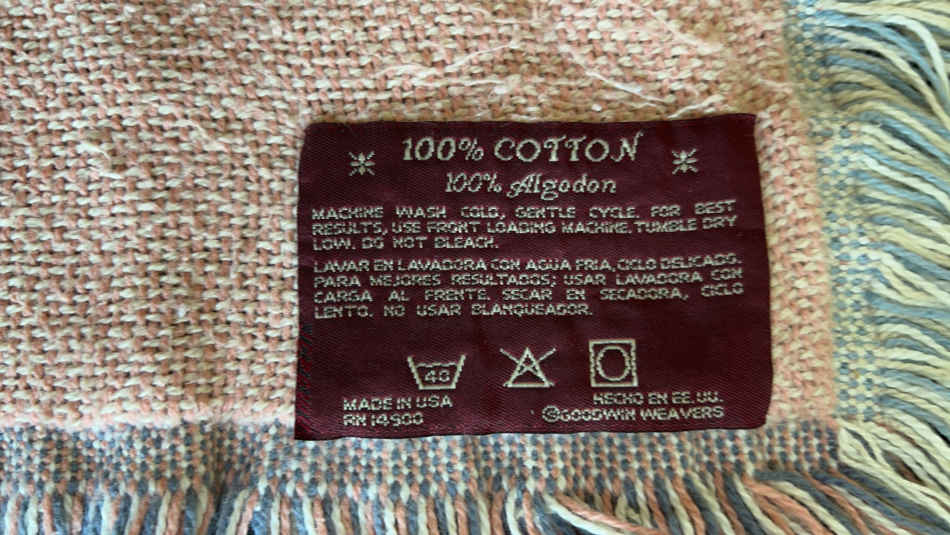 100% COTTON
100% Algodon
MACHINE WASH COLD, GENTLE CYCLE. FOR BEST
RESULTS, USE FRONT LOADING MACHINE. TUMBLE DRY
LOW. DO NOT BLEACH.
LAVAR EN LAVADORA CON AGUA FRIA, CICLO DELICADO.
PARA MEJORES RESULTADOS; USAR LAVADORA CON
CARGA AL FRENTE. SECAR EN SECADORA, CICLO
LENTO. NO USAR BLANQUEADOR.
40
MADE IN USA
RN 14900
HECHO EN EE. UU.
©GOODWIN WEAVERS